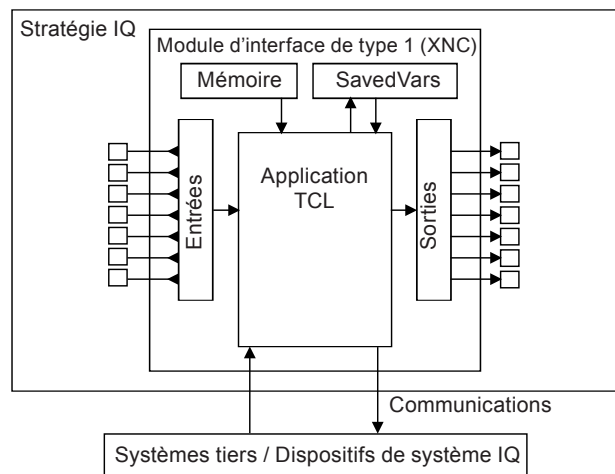 Stratégie IQ
Module d'interface de type 1 (XNC)
Mémoire
SavedVars
Entrées
Application
TCL
Sorties
Communications
Systèmes tiers / Dispositifs de système IQ